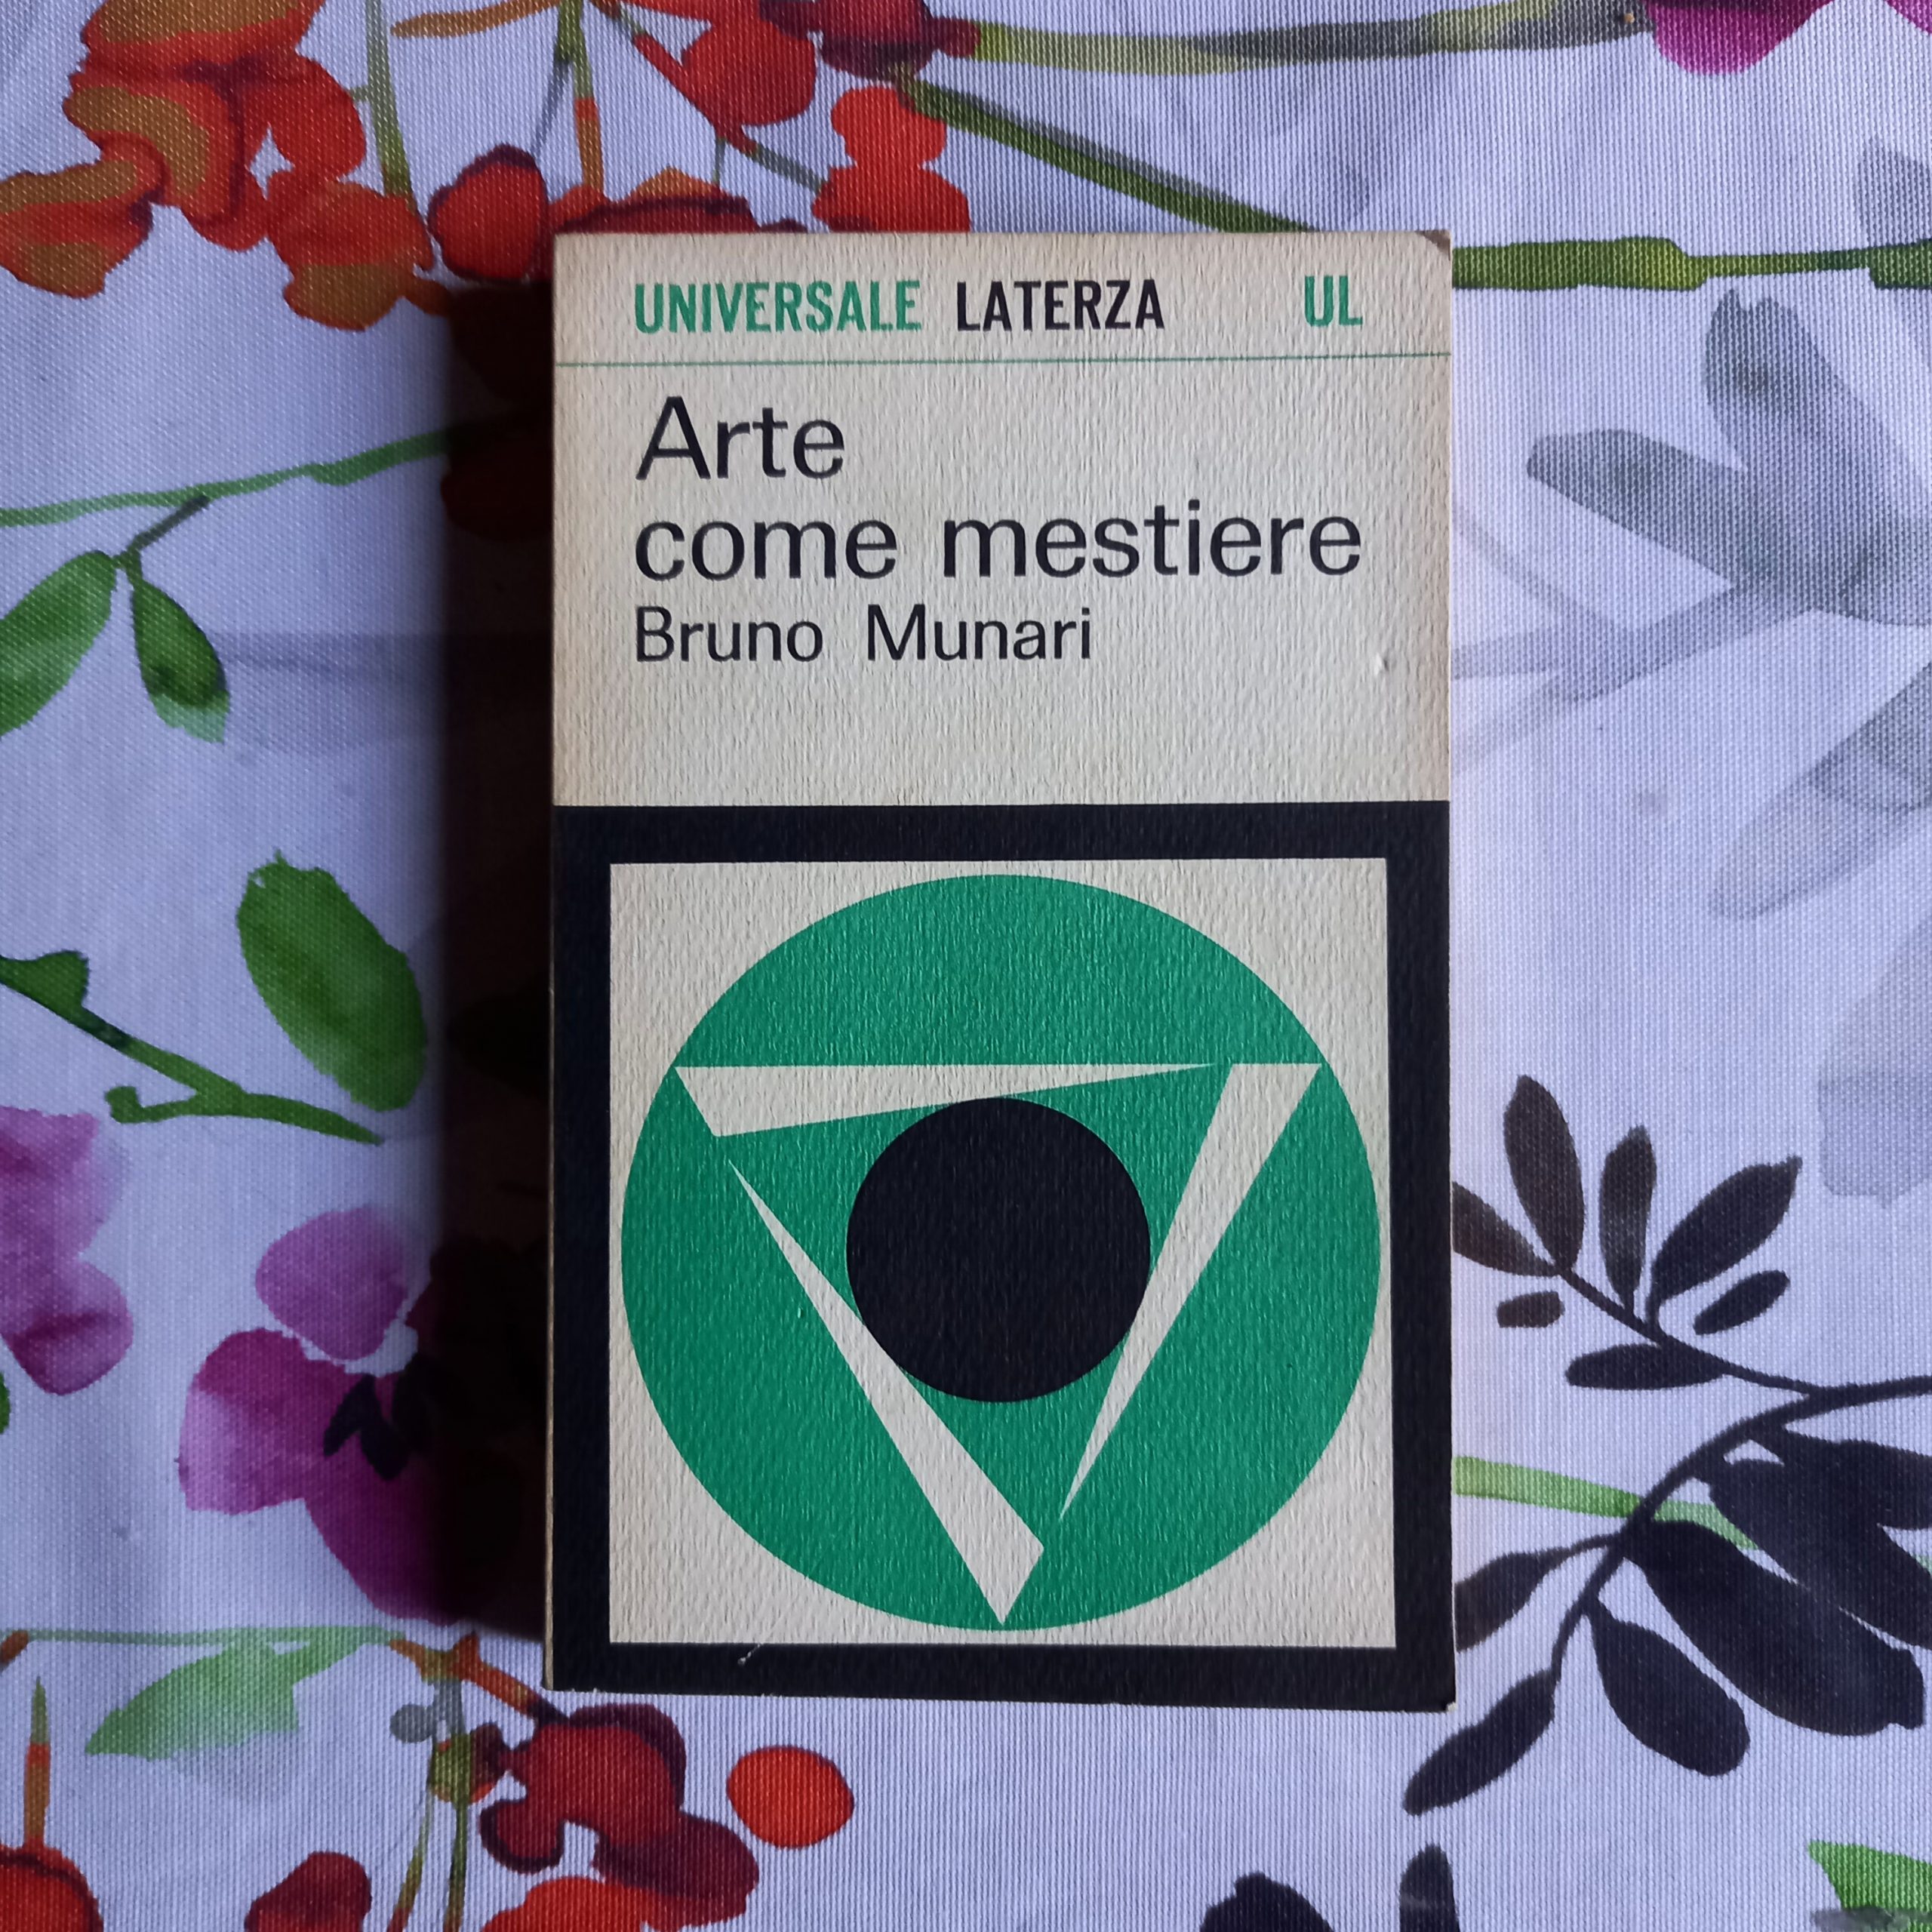 UNIVERSALE LATERZA UL
Arte
come mestiere
Bruno Munari